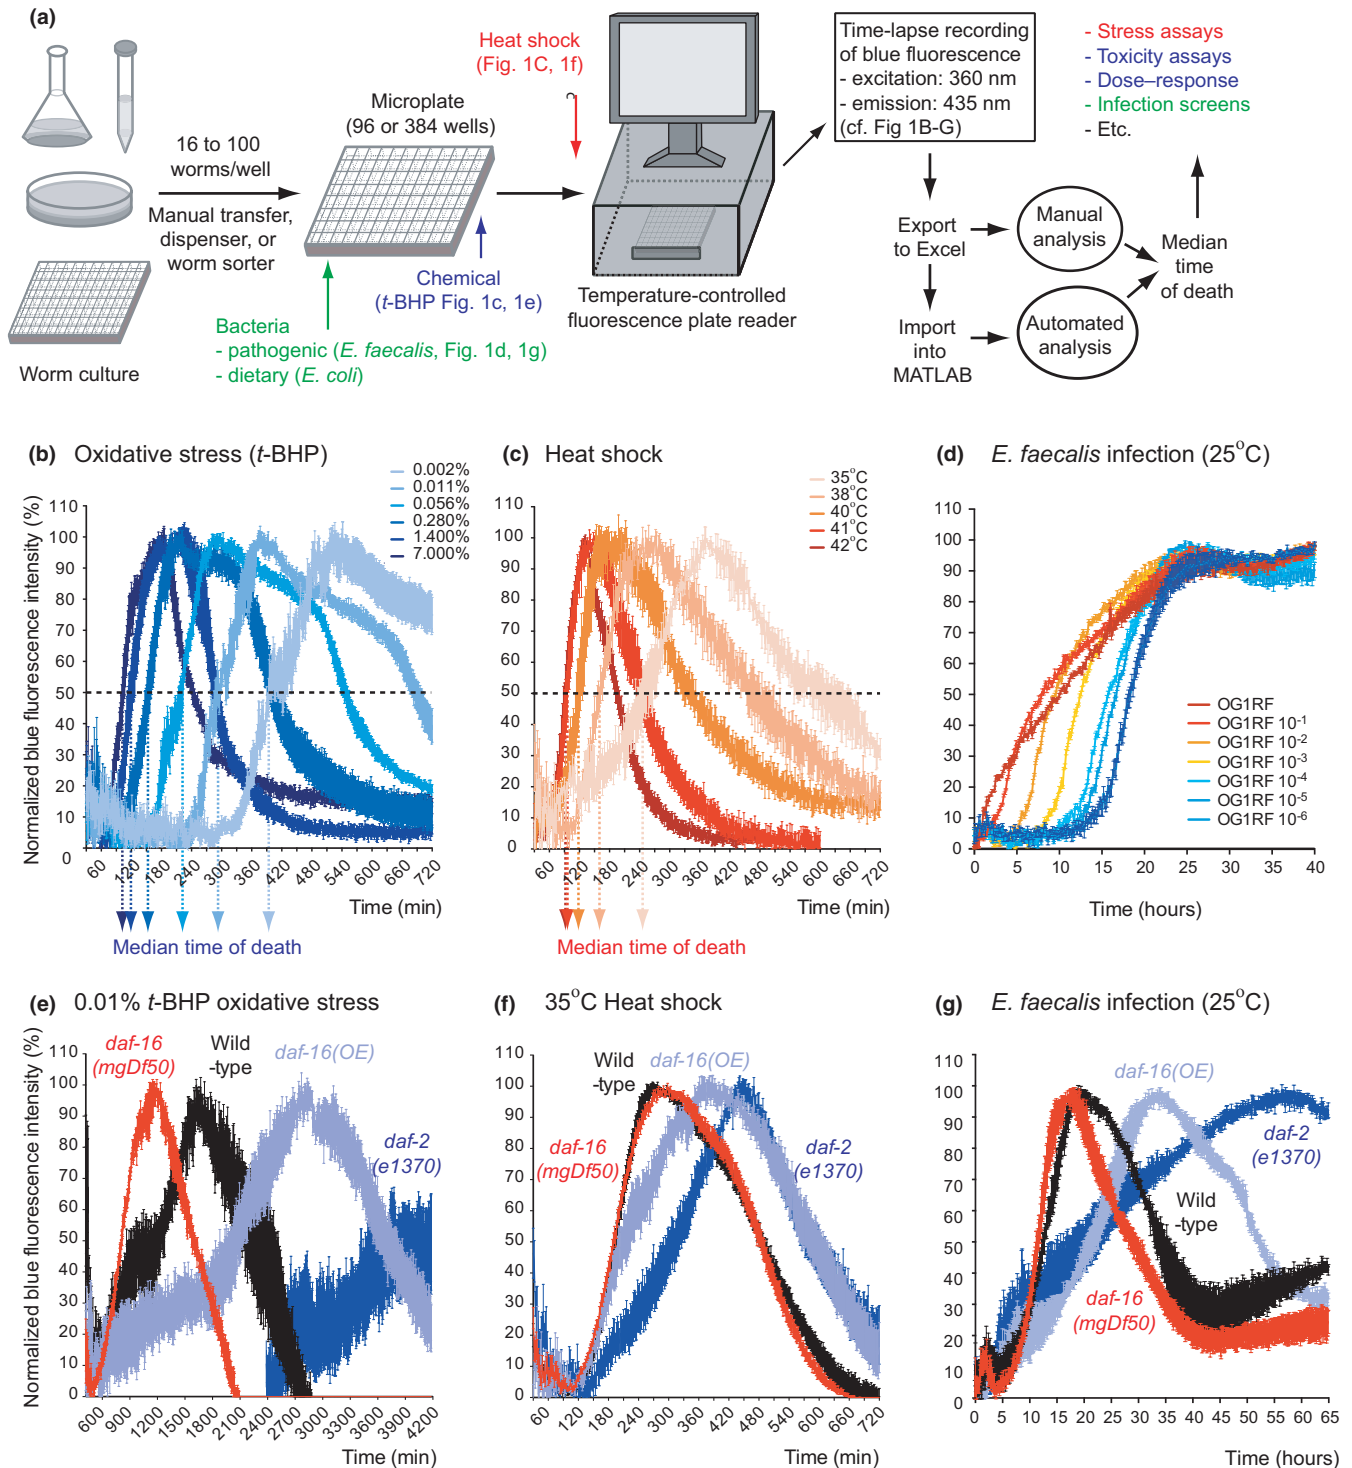 (a)
Heat shock
(Fig. 1C, 1f)
Microplate
(96 or 384 wells)
16 to 100
worms/well
Manual transfer,
dispenser, or
worm sorter
Worm culture
Chemical
(t-BHP Fig. 1c, 1e)
Bacteria
- pathogenic (E. faecalis, Fig. 1d, 1g)
- dietary (E. coli)
Temperature-controlled
fluorescence plate reader
Time-lapse recording
of blue fluorescence
- excitation: 360 nm
- emission: 435 nm
(cf. Fig 1B-G)
Export
to Excel
Import
into
MATLAB
Manual
analysis
Automated
analysis
Median
time
of death
- Stress assays
- Toxicity assays
- Dose–response
- Infection screens
- Etc.
(b) Oxidative stress (t-BHP)
0.002%
0.011%
0.056%
0.280%
1.400%
7.000%
Normalized blue fluorescence intensity (%)
110
100
90
80
70
60
50
40
30
20
10
0
60 120 180 240 300 360 420 480 540 600 660 720
Time (min)
Median time of death
(c) Heat shock
35°C
38°C
40°C
41°C
42°C
110
100
90
80
70
60
50
40
30
20
10
0
60 120 180 240 300 360 420 480 540 600 660 720
Time (min)
Median time of death
(d) E. faecalis infection (25°C)
110
100
90
80
70
60
50
40
30
20
10
0
OG1RF
OG1RF 10-1
OG1RF 10-2
OG1RF 10-3
OG1RF 10-4
OG1RF 10-5
OG1RF 10-6
0 5 10 15 20 25 30 35 40
Time (hours)
(e) 0.01% t-BHP oxidative stress
Normalized blue fluorescence intensity (%)
110
100
90
80
70
60
50
40
30
20
10
0
daf-16
(mgDf50)
Wild
-type
daf-16(OE)
daf-2
(e1370)
600 900 1200 1500 1800 2100 2400 2700 3000 3300 3600 3900 4200
Time (min)
(f) 35°C Heat shock
110
100
90
80
70
60
50
40
30
20
10
0
Wild
-type
daf-16(OE)
daf-16
(mgDf50)
daf-2
(e1370)
60 120 180 240 300 360 420 480 540 600 660 720
Time (min)
(g) E. faecalis infection (25°C)
110
100
90
80
70
60
50
40
30
20
10
0
daf-16(OE)
daf-2
(e1370)
Wild
-type
daf-16
(mgDf50)
0 5 10 15 20 25 30 35 40 45 50 55 60 65
Time (hours)